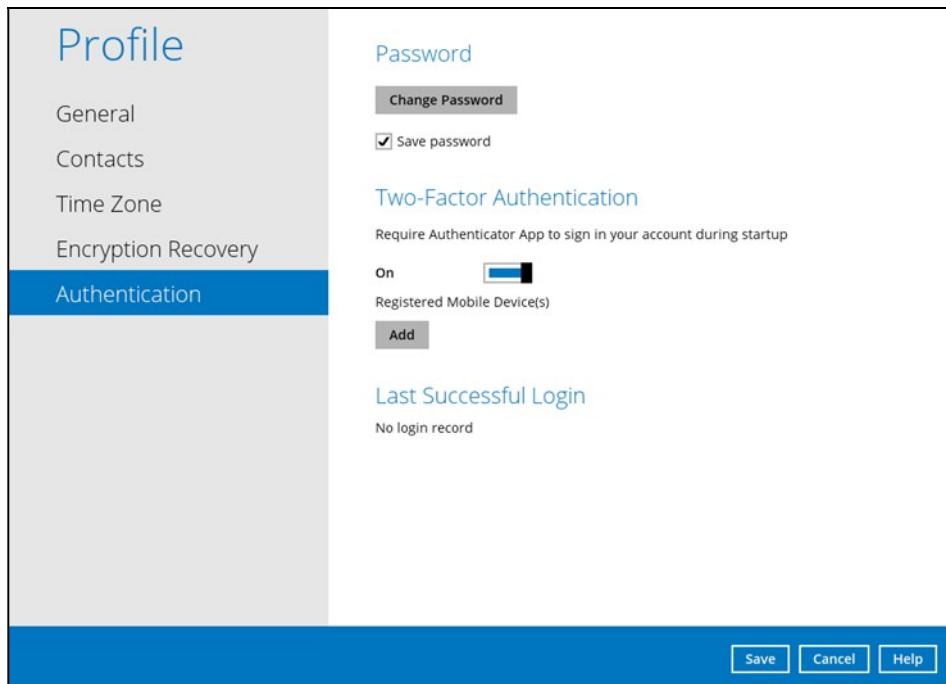 Profile
General
Contacts
Time Zone
Encryption Recovery
Authentication
Password
Change Password
Save password
Two-Factor Authentication
Require Authenticator App to sign in your account during startup
On
Registered Mobile Device(s)
Add
Last Successful Login
No login record
Save
Cancel
Help